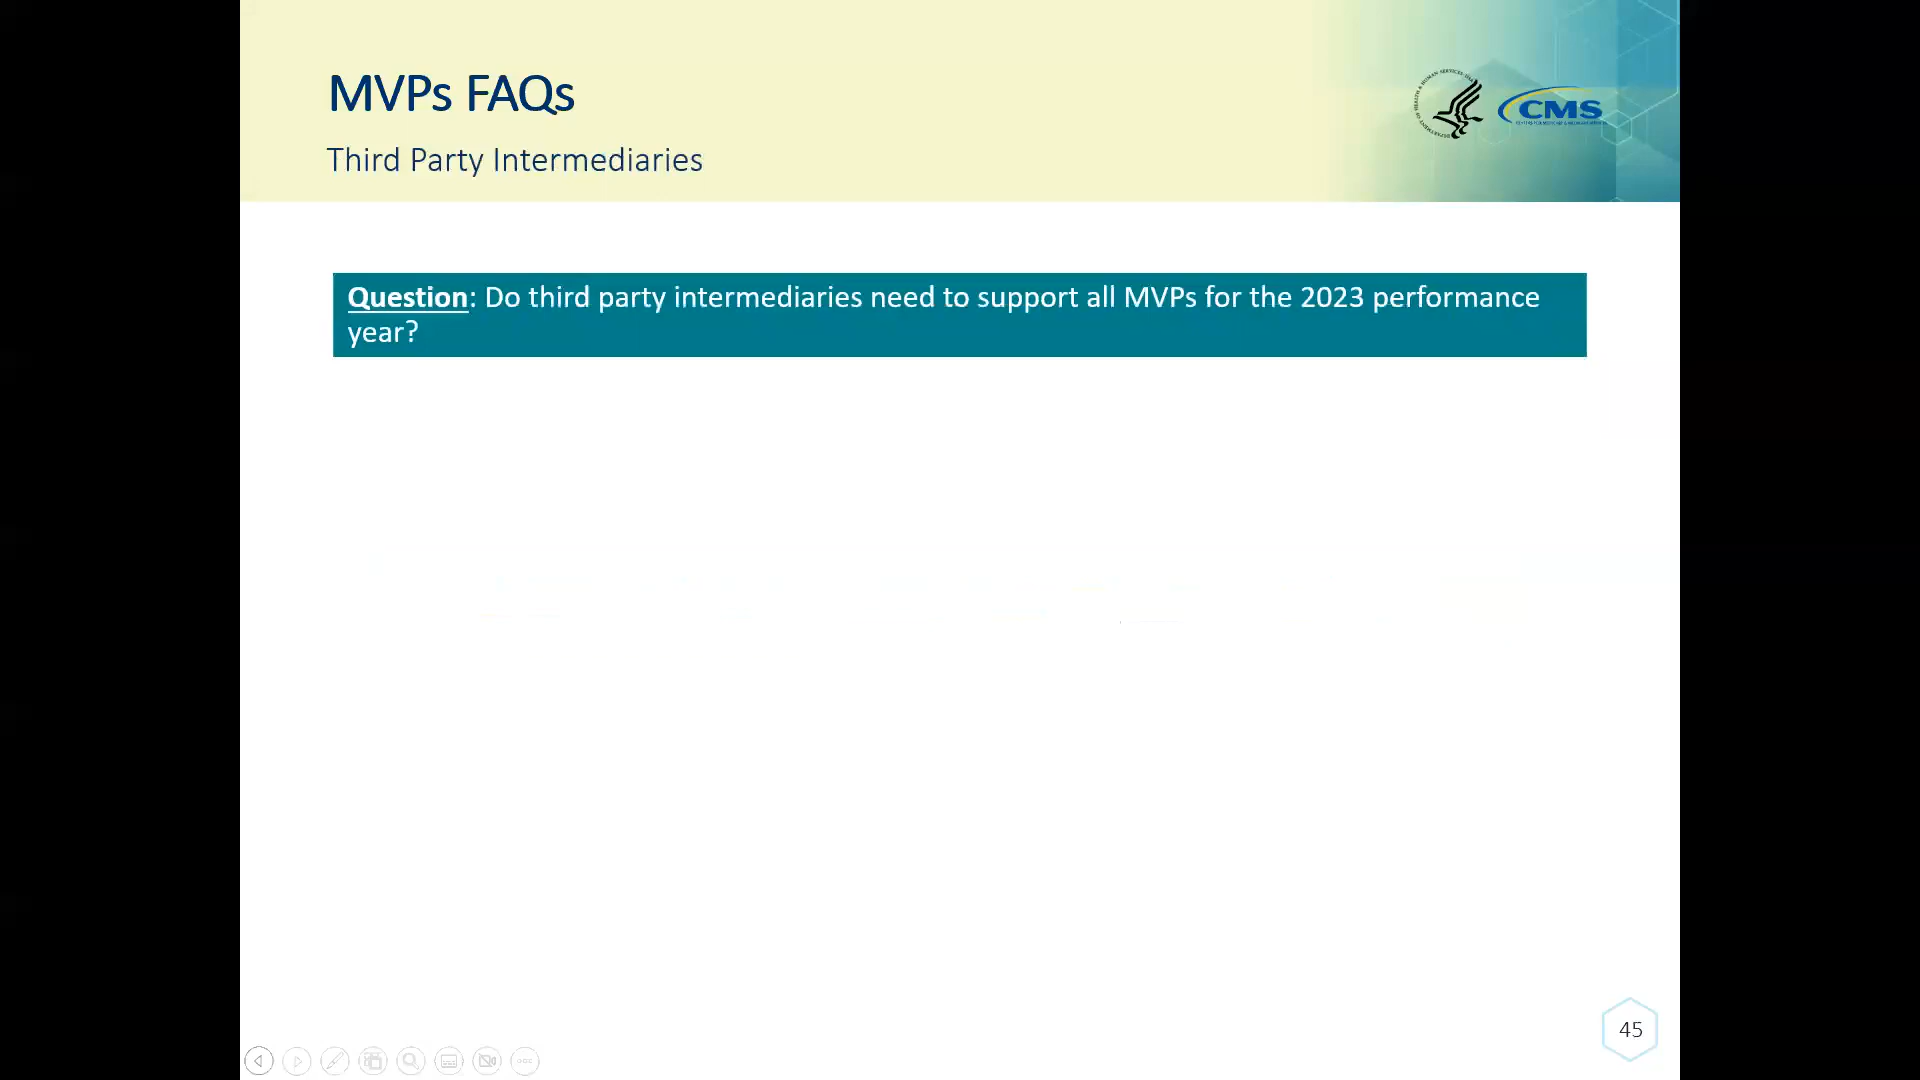 MVPs FAQs
Third Party Intermediaries
CMS
Question: Do third party intermediaries need to support all MVPs for the 2023 performance
year?
45